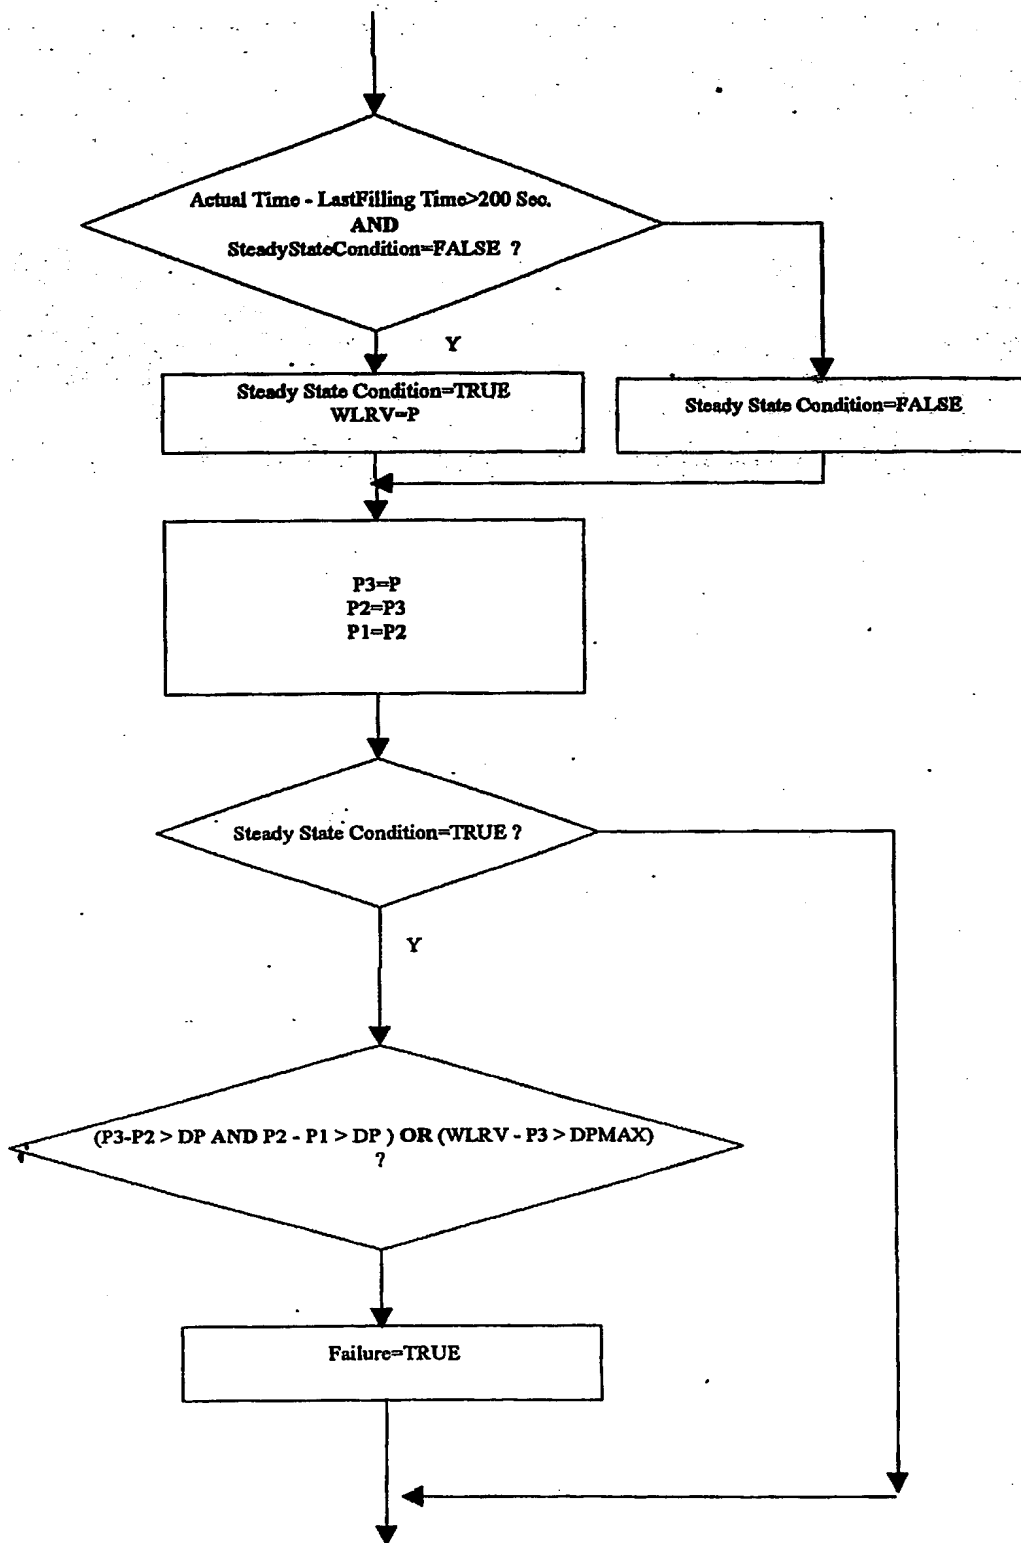 Actual Time - LastFilling Time>200 Sec.
AND
SteadyStateCondition=FALSE ?
Y
Steady State Condition=TRUE
WLRV=P
Steady State Condition=FALSE
P3=P
P2=P3
P1=P2
Steady State Condition=TRUE ?
Y
(P3-P2 > DP AND P2 - P1 > DP ) OR (WLRV - P3 > DPMAX)
?
Failure=TRUE